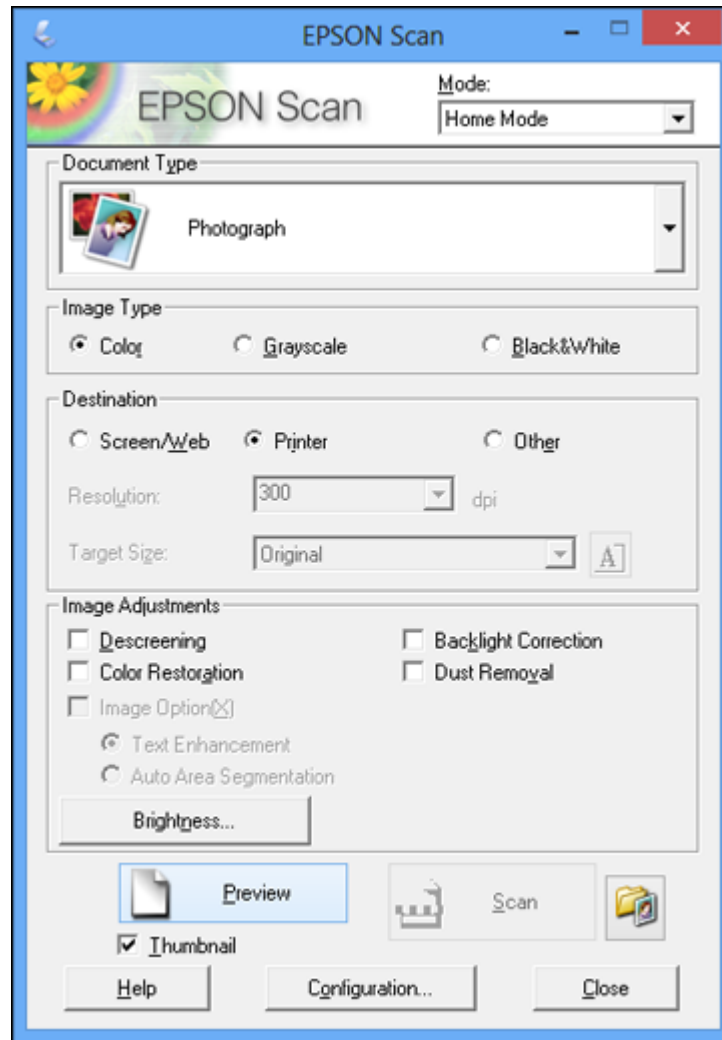 EPSON Scan
EPSON Scan
Mode:
Home Mode
Document Type
Photograph
Image Type
Color Grayscale Black&White
Destination
Screen/Web Printer Other
Resolution: 300 dpi
Target Size: Original A
Image Adjustments
Descreening Backlight Correction
Color Restoration Dust Removal
Image Option(X)
Text Enhancement
Auto Area Segmentation
Brightness...
Preview Scan
Thumbnail
Help Configuration... Close